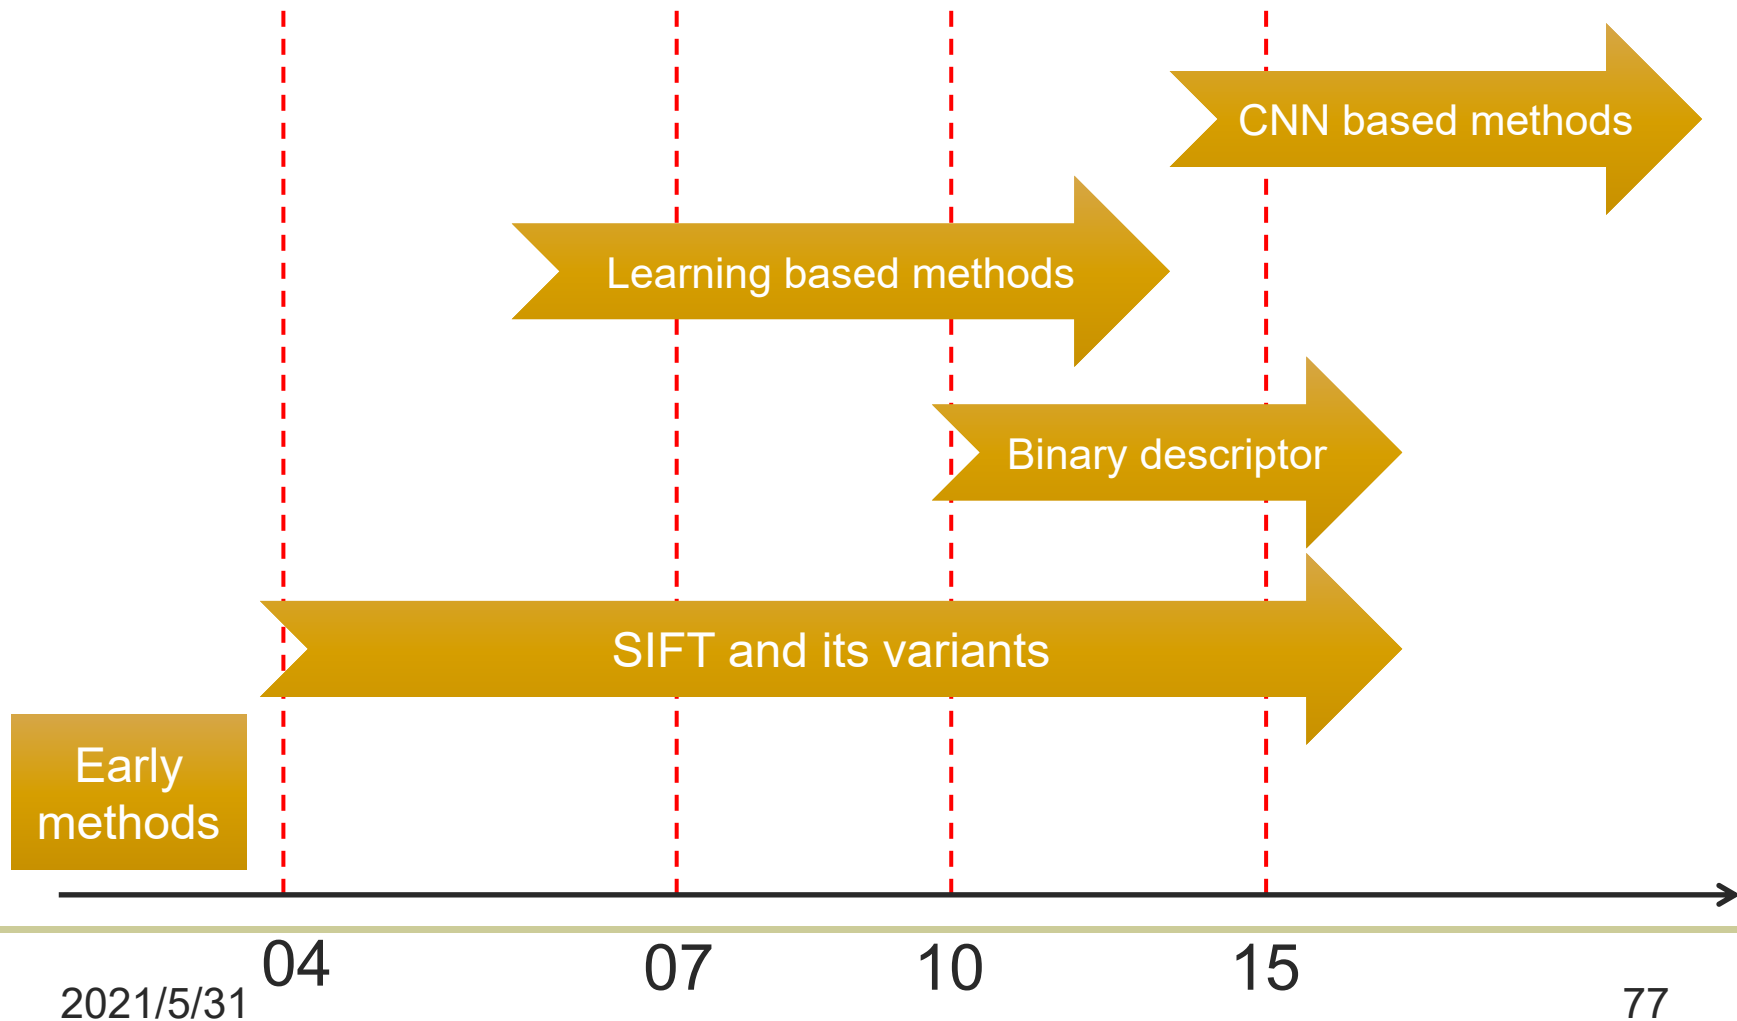 CNN based methods
Learning based methods
Binary descriptor
SIFT and its variants
Early
methods
04
07
10
15
2021/5/31
77